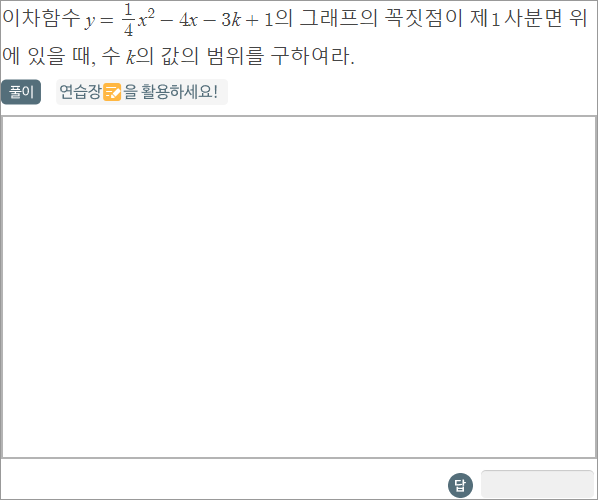 이차함수 y = 1/4 x² − 4x − 3k + 1의 그래프의 꼭짓점이 제1사분면 위
에 있을 때, 수 k의 값의 범위를 구하여라.
풀이 연습장을 활용하세요!
답